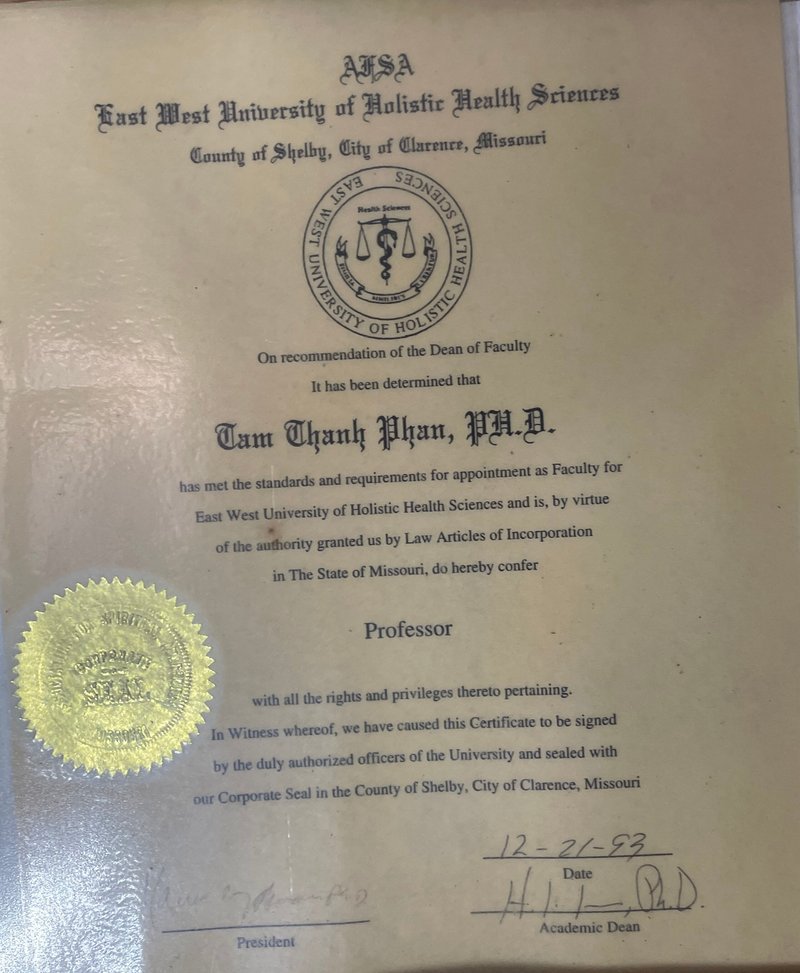 AFSA
East West University of Holistic Health Sciences
County of Shelby, City of Clarence, Missouri
EAST WEST UNIVERSITY OF HOLISTIC HEALTH SCIENCES
Health Sciences
On recommendation of the Dean of Faculty
It has been determined that
Tam Thanh Phan, PH.D.
has met the standards and requirements for appointment as Faculty for
East West University of Holistic Health Sciences and is, by virtue
of the authority granted us by Law Articles of Incorporation
in The State of Missouri, do hereby confer
Professor
with all the rights and privileges thereto pertaining.
In Witness whereof, we have caused this Certificate to be signed
by the duly authorized officers of the University and sealed with
our Corporate Seal in the County of Shelby, City of Clarence, Missouri
CORPORATE
SEAL
12-21-93
Date
Ph.D.
President
Academic Dean